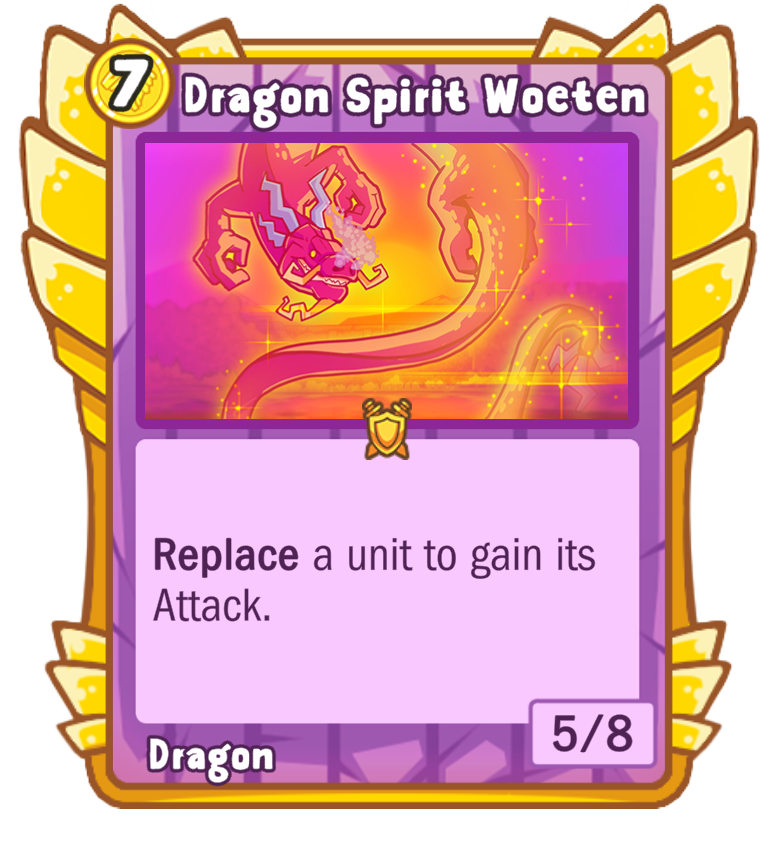 7
Dragon Spirit Woeten
Replace a unit to gain its
Attack.
Dragon
5/8